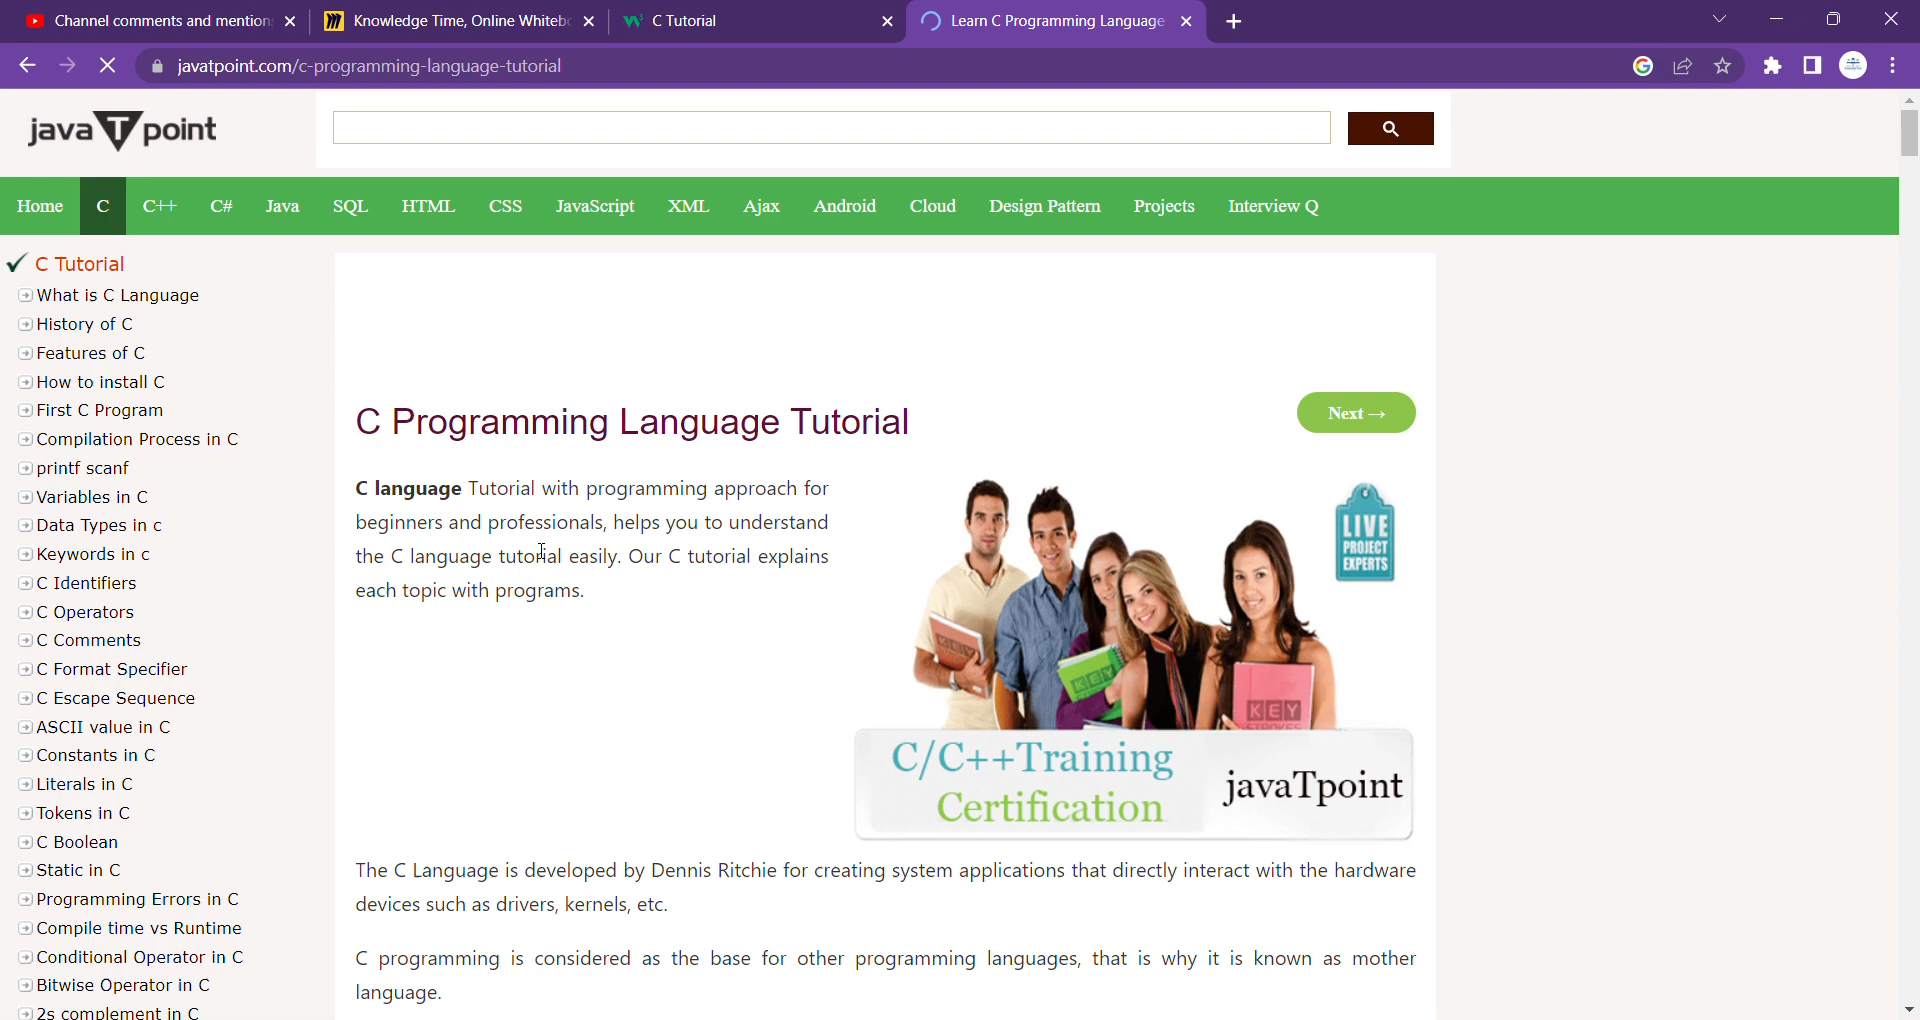 Channel comments and mention
Knowledge Time, Online Whitebo
C Tutorial
Learn C Programming Language
javatpoint.com/c-programming-language-tutorial
javaTpoint
Home C C++ C# Java SQL HTML CSS JavaScript XML Ajax Android Cloud Design Pattern Projects Interview Q
C Tutorial
What is C Language
History of C
Features of C
How to install C
First C Program
Compilation Process in C
printf scanf
Variables in C
Data Types in c
Keywords in c
C Identifiers
C Operators
C Comments
C Format Specifier
C Escape Sequence
ASCII value in C
Constants in C
Literals in C
Tokens in C
C Boolean
Static in C
Programming Errors in C
Compile time vs Runtime
Conditional Operator in C
Bitwise Operator in C
2s complement in C
C Programming Language Tutorial
Next →
C language Tutorial with programming approach for
beginners and professionals, helps you to understand
the C language tutorial easily. Our C tutorial explains
each topic with programs.
LIVE
PROJECT
EXPERTS
KEY
KEY
KEY
STROKES
C/C++Training
Certification
javaTpoint
The C Language is developed by Dennis Ritchie for creating system applications that directly interact with the hardware
devices such as drivers, kernels, etc.
C programming is considered as the base for other programming languages, that is why it is known as mother
language.